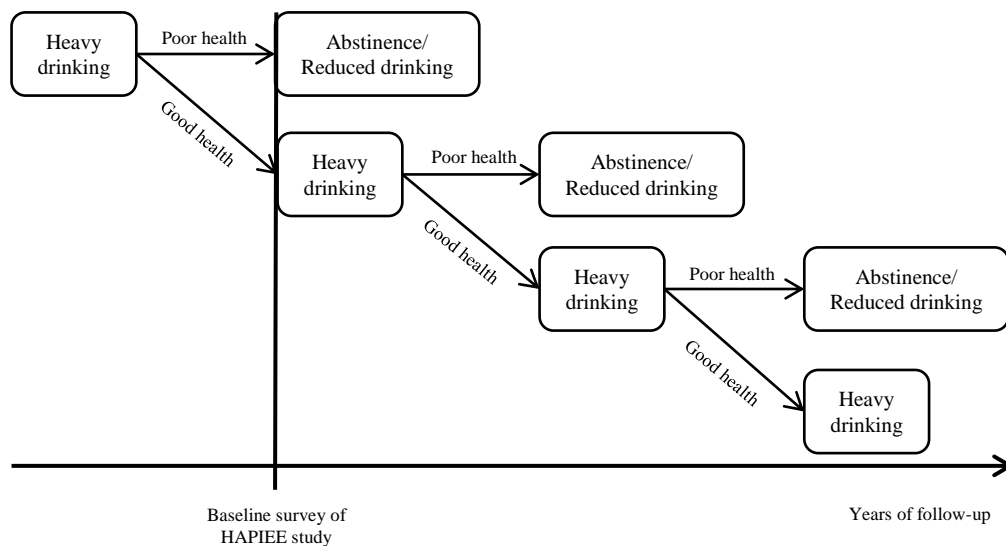 Heavy
drinking
Poor health
Abstinence/
Reduced drinking
Good health
Heavy
drinking
Poor health
Abstinence/
Reduced drinking
Good health
Heavy
drinking
Poor health
Abstinence/
Reduced drinking
Good health
Heavy
drinking
Baseline survey of
HAPIEE study
Years of follow-up